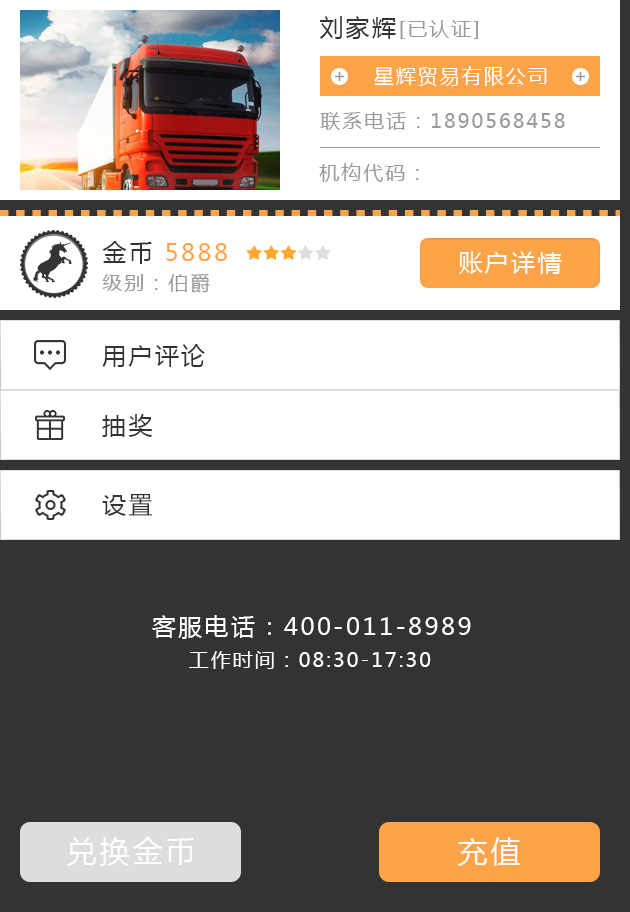 刘家辉[已认证]
星辉贸易有限公司
联系电话：1890568458
机构代码：
金币 5888
级别：伯爵
账户详情
用户评论
抽奖
设置
客服电话：400-011-8989
工作时间：08:30-17:30
兑换金币
充值